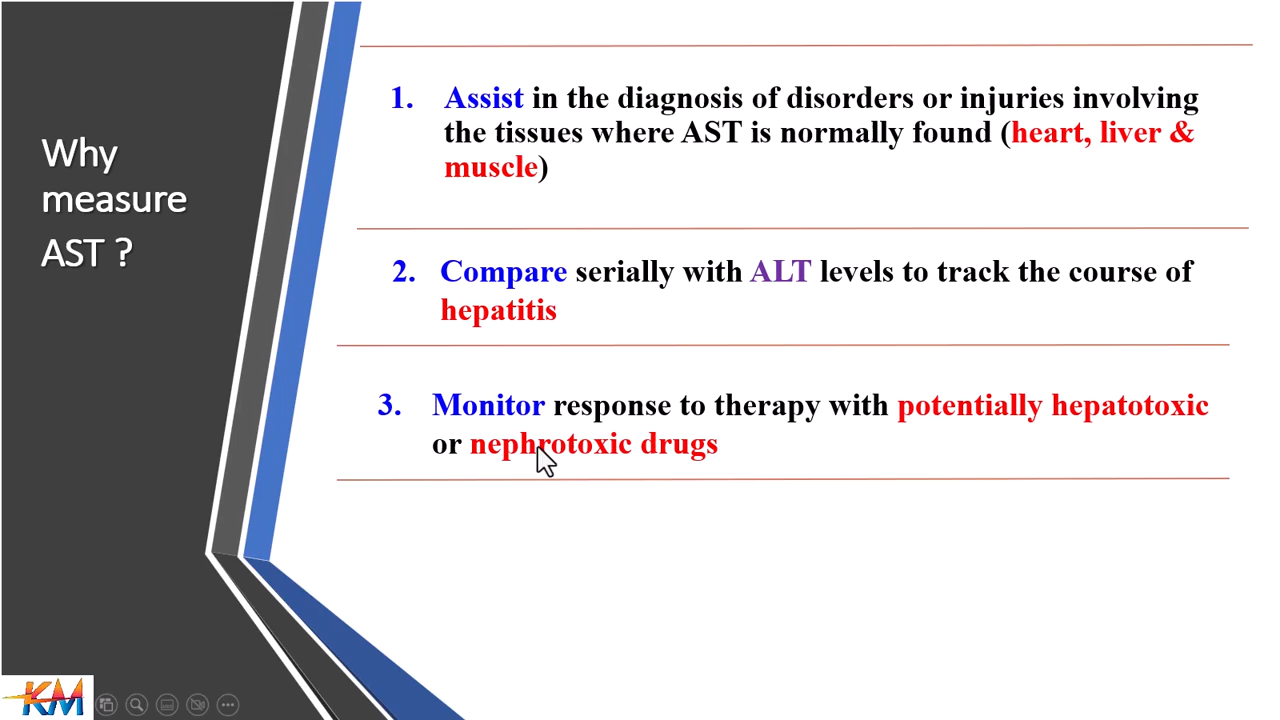 Why
measure
AST ?
1. Assist in the diagnosis of disorders or injuries involving
the tissues where AST is normally found (heart, liver &
muscle)
2. Compare serially with ALT levels to track the course of
hepatitis
3. Monitor response to therapy with potentially hepatotoxic
or nephrotoxic drugs
KM